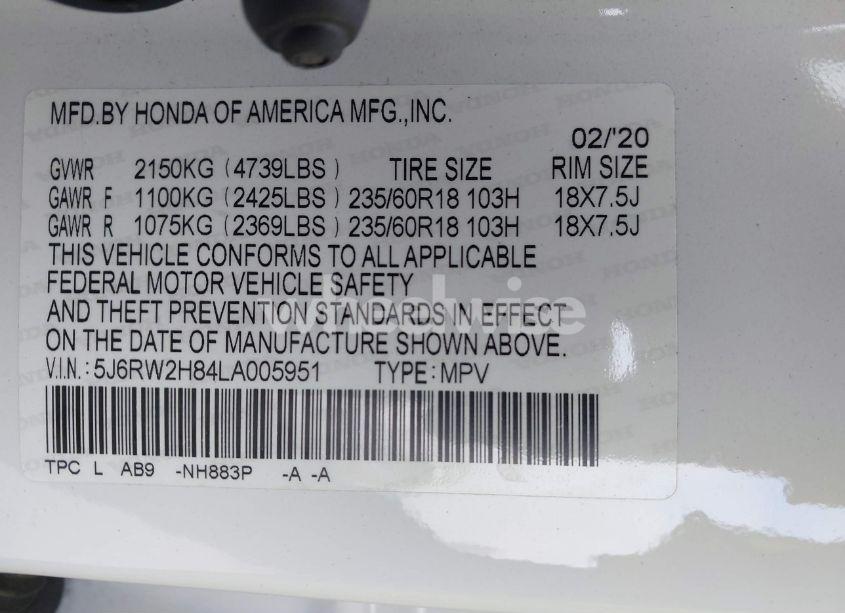 MFD.BY HONDA OF AMERICA MFG.,INC.
02/'20
GVWR 2150KG (4739LBS) TIRE SIZE RIM SIZE
GAWR F 1100KG (2425LBS) 235/60R18 103H 18X7.5J
GAWR R 1075KG (2369LBS) 235/60R18 103H 18X7.5J
THIS VEHICLE CONFORMS TO ALL APPLICABLE
FEDERAL MOTOR VEHICLE SAFETY
AND THEFT PREVENTION STANDARDS IN EFFECT
wheelwise
ON THE DATE OF MANUFACTURE SHOWN ABOVE.
V.I.N.: 5J6RW2H84LA005951 TYPE: MPV
TPC L AB9 -NH883P -A -A